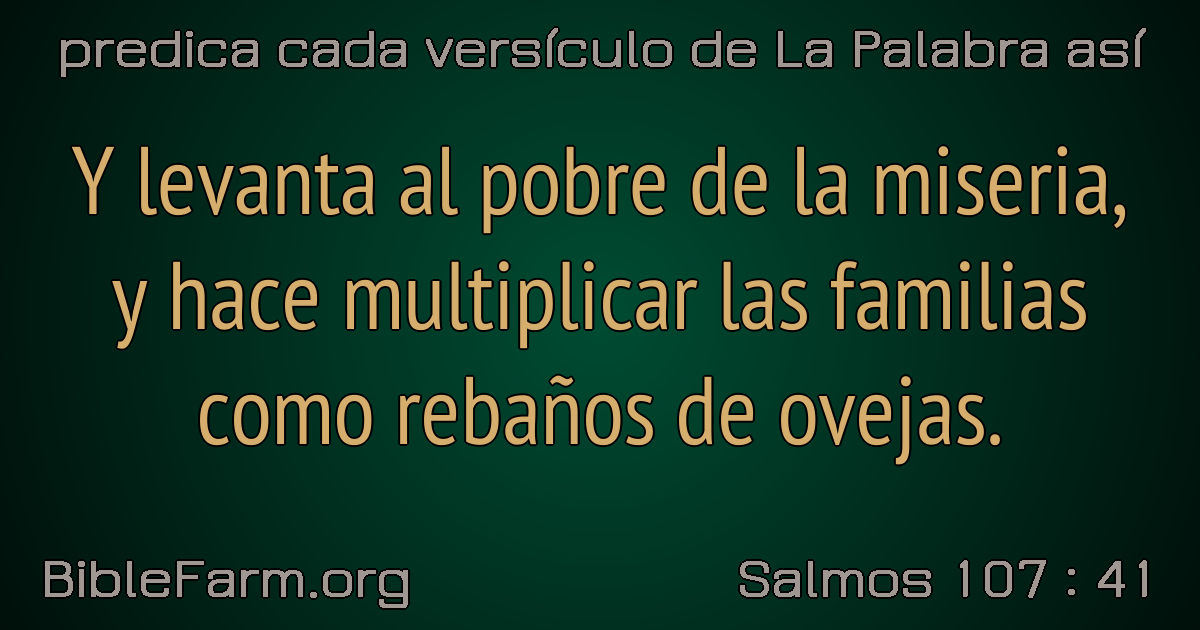 predica cada versículo de La Palabra así
Y levanta al pobre de la miseria,
y hace multiplicar las familias
como rebaños de ovejas.
BibleFarm.org
Salmos 107 : 41